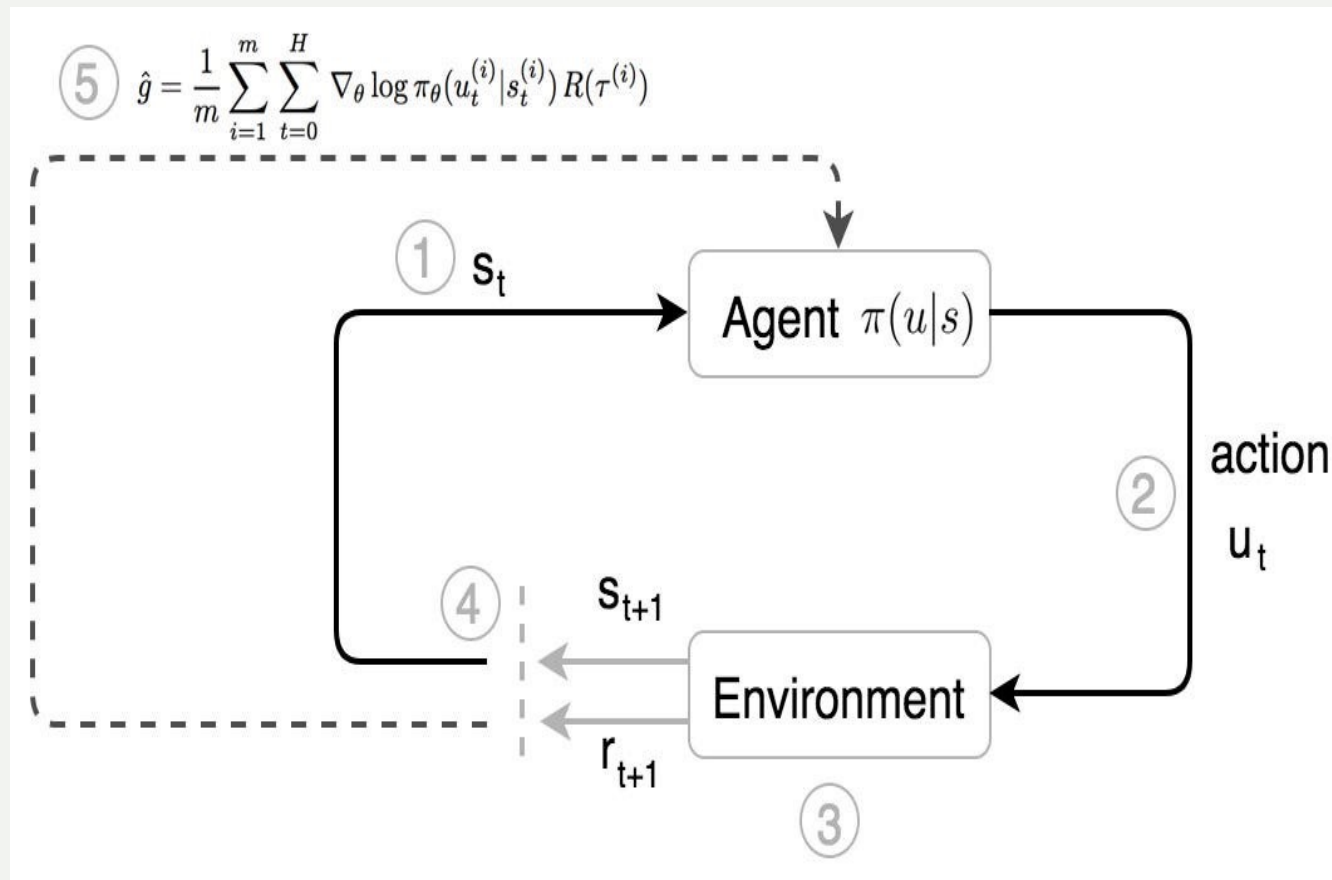 ⑤ ĝ = 1/m ∑_{i=1}^{m} ∑_{t=0}^{H} ∇_θ log π_θ(u_t^{(i)}|s_t^{(i)}) R(τ^{(i)})
① s_t
Agent π(u|s)
action
②
u_t
④ s_{t+1}
Environment
r_{t+1}
③